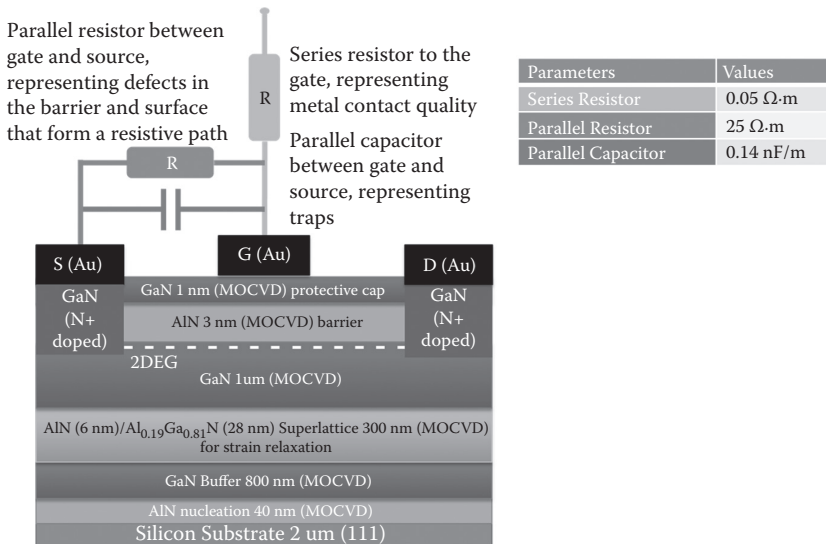 Parallel resistor between
gate and source,
representing defects in
the barrier and surface
that form a resistive path
R
Series resistor to the
gate, representing
metal contact quality
R
Parallel capacitor
between gate and
source, representing
traps
Parameters Values
Series Resistor 0.05 Ω·m
Parallel Resistor 25 Ω·m
Parallel Capacitor 0.14 nF/m
S (Au)
G (Au)
D (Au)
GaN
(N+
doped)
GaN 1 nm (MOCVD) protective cap
AlN 3 nm (MOCVD) barrier
GaN
(N+
doped)
2DEG
GaN 1um (MOCVD)
AlN (6 nm)/Al0.19Ga0.81N (28 nm) Superlattice 300 nm (MOCVD)
for strain relaxation
GaN Buffer 800 nm (MOCVD)
AlN nucleation 40 nm (MOCVD)
Silicon Substrate 2 um (111)